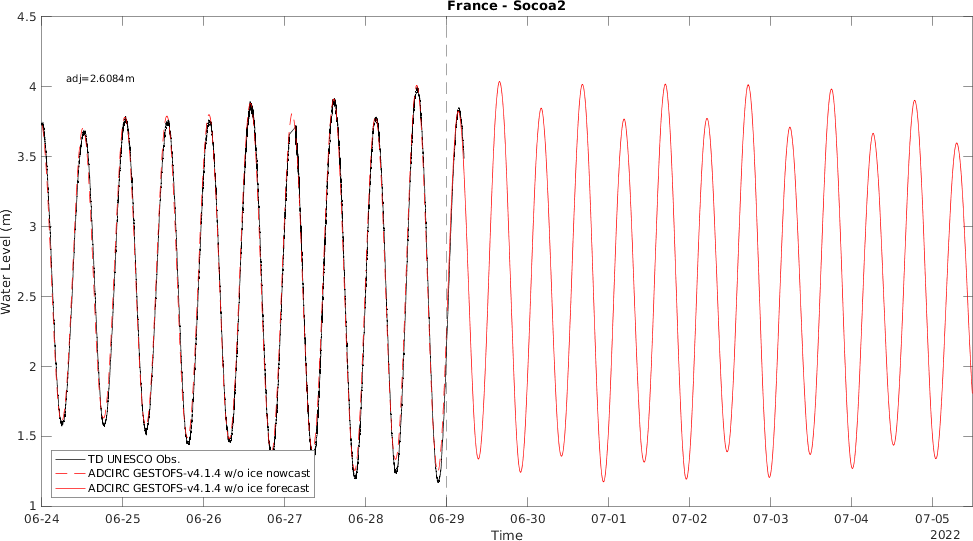 France - Socoa2
adj=2.6084m
Water Level (m)
4.5
4
3.5
3
2.5
2
1.5
1
TD UNESCO Obs.
ADCIRC GESTOFS-v4.1.4 w/o ice nowcast
ADCIRC GESTOFS-v4.1.4 w/o ice forecast
06-24 06-25 06-26 06-27 06-28 06-29 06-30 07-01 07-02 07-03 07-04 07-05
Time
2022